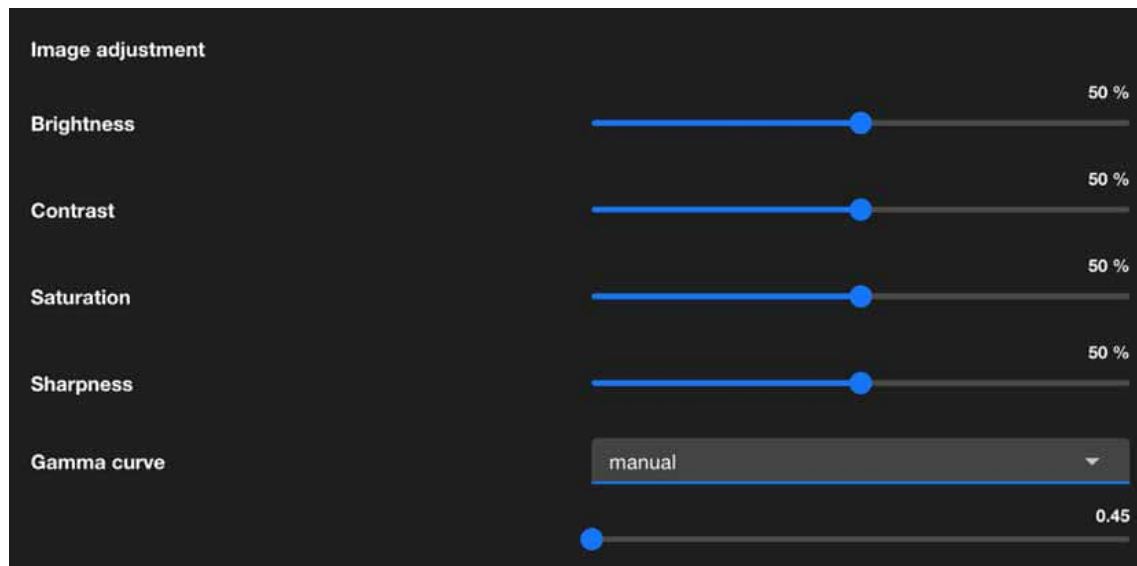 Image adjustment
50 %
Brightness
50 %
Contrast
50 %
Saturation
50 %
Sharpness
Gamma curve
manual
0.45